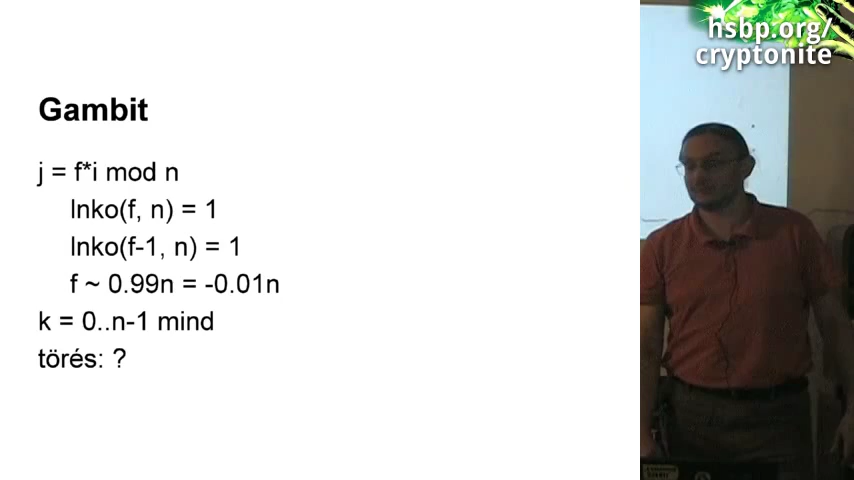 Gambit
j = f*i mod n
lnko(f, n) = 1
lnko(f-1, n) = 1
f ~ 0.99n = -0.01n
k = 0..n-1 mind
törés: ?
hsbp.org/
cryptonite